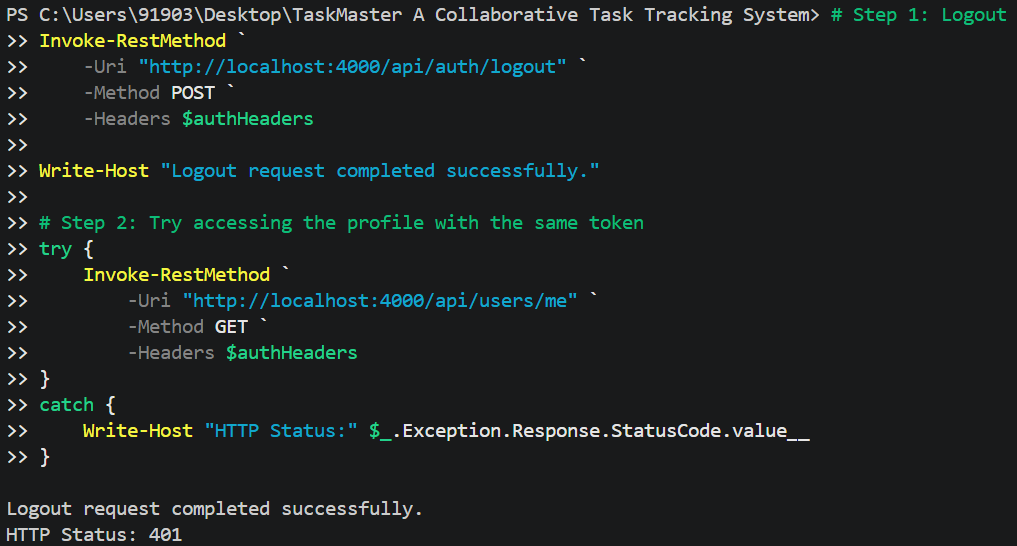 PS C:\Users\91903\Desktop\TaskMaster A Collaborative Task Tracking System> # Step 1: Logout
>> Invoke-RestMethod `
>>     -Uri "http://localhost:4000/api/auth/logout" `
>>     -Method POST `
>>     -Headers $authHeaders
>>
>> Write-Host "Logout request completed successfully."
>>
>> # Step 2: Try accessing the profile with the same token
>> try {
>>     Invoke-RestMethod `
>>         -Uri "http://localhost:4000/api/users/me" `
>>         -Method GET `
>>         -Headers $authHeaders
>> }
>> catch {
>>     Write-Host "HTTP Status:" $_.Exception.Response.StatusCode.value__
>> }

Logout request completed successfully.
HTTP Status: 401